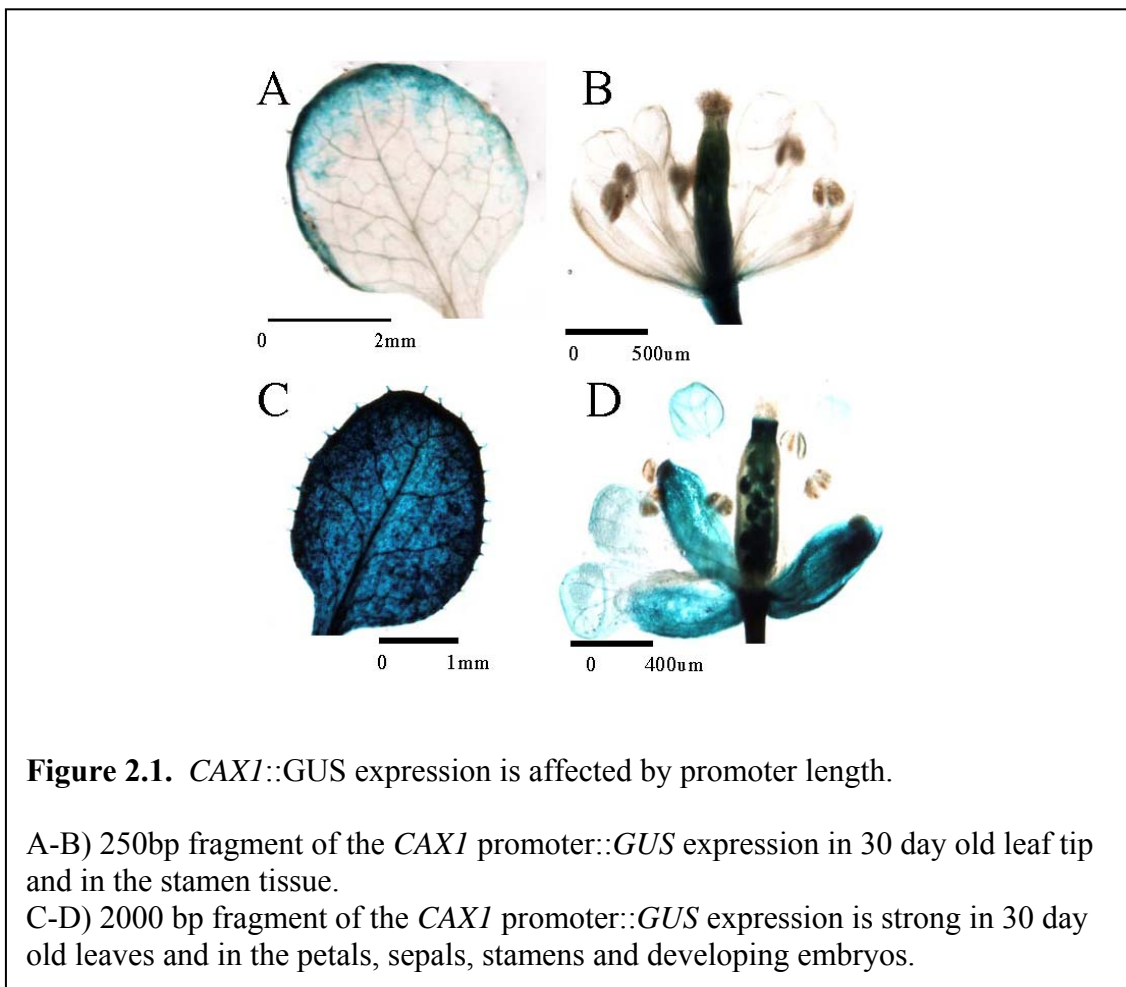 A B
0 2mm 0 500um
C D
0 1mm 0 400um
Figure 2.1. CAX1::GUS expression is affected by promoter length.
A-B) 250bp fragment of the CAX1 promoter::GUS expression in 30 day old leaf tip
and in the stamen tissue.
C-D) 2000 bp fragment of the CAX1 promoter::GUS expression is strong in 30 day
old leaves and in the petals, sepals, stamens and developing embryos.